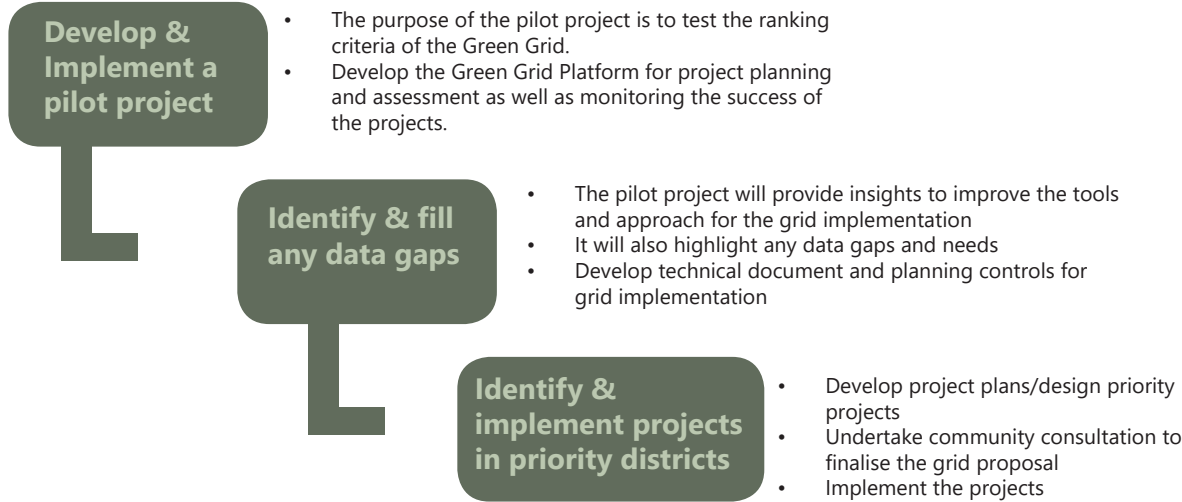 Develop &
Implement a
pilot project
• The purpose of the pilot project is to test the ranking
criteria of the Green Grid.
• Develop the Green Grid Platform for project planning
and assessment as well as monitoring the success of
the projects.
Identify & fill
any data gaps
• The pilot project will provide insights to improve the tools
and approach for the grid implementation
• It will also highlight any data gaps and needs
• Develop technical document and planning controls for
grid implementation
Identify &
implement projects
in priority districts
• Develop project plans/design priority
projects
• Undertake community consultation to
finalise the grid proposal
• Implement the projects